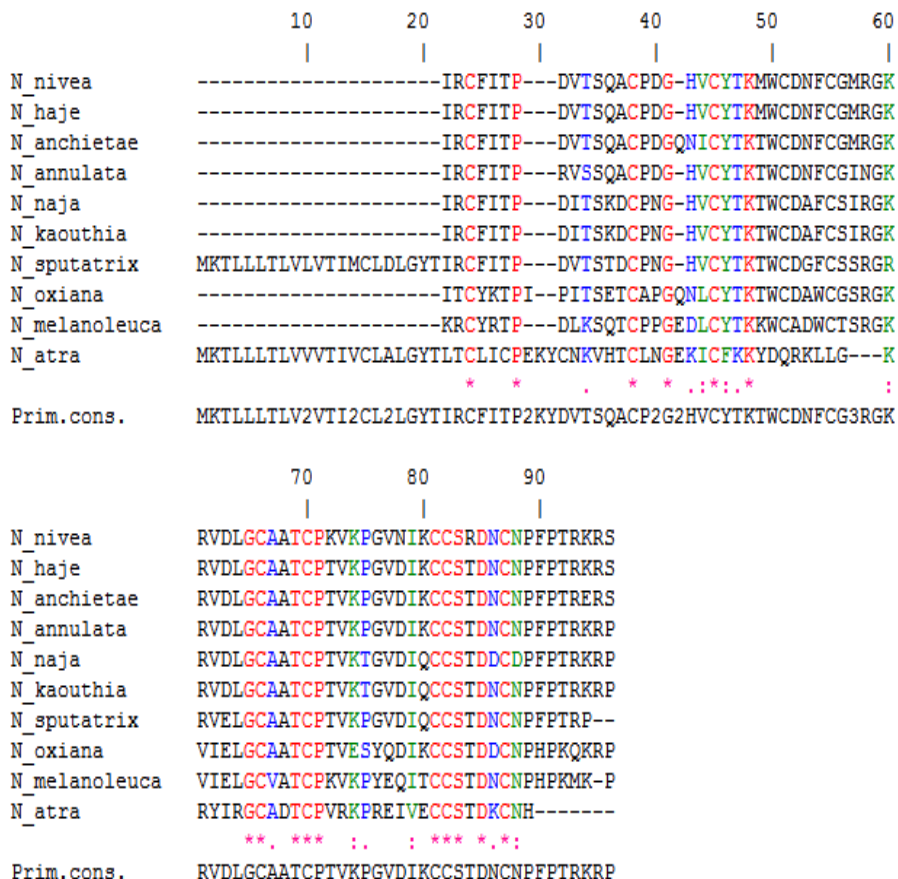 10 20 30 40 50 60
| | | | | |
N_nivea ---------------------IRCFITP---DVTSQACPDG-HVCYTKMWCDNFCGMRGK
N_haje ---------------------IRCFITP---DVTSQACPDG-HVCYTKMWCDNFCGMRGK
N_anchietae ---------------------IRCFITP---DVTSQACPDGQNICYTKTWCDNFCGMRGK
N_annulata ---------------------IRCFITP---RVSSQACPDG-HVCYTKTWCDNFCGINGK
N_naja ---------------------IRCFITP---DITSKDCPNG-HVCYTKTWCDAFCSIRGK
N_kaouthia ---------------------IRCFITP---DITSKDCPNG-HVCYTKTWCDAFCSIRGK
N_sputatrix MKTLLLTLVLVTIMCLDLGYTIRCFITP---DVTSTDCPNG-HVCYTKTWCDGFCSSRGR
N_oxiana ---------------------ITCYKTPI--PITSETCAPGQNLCYTKTWCDAWCGSRGK
N_melanoleuca ---------------------KRCYRTP---DLKSQTCPPGEDLCYTKKWCADWCTSRGK
N_atra MKTLLLTLVVVTIVCLALGYTLTCLICPEKYCNKVHTCLNGEKICFKKYDQRKLLG---K
*   *     .   *  * .:*:.*           :
Prim.cons. MKTLLLTLV2VTI2CL2LGYTIRCFITP2KYDVTSQACP2G2HVCYTKTWCDNFCG3RGK
70 80 90
| | |
N_nivea RVDLGCAATCPKVKPGVNIKCCSRDNCNPFPTRKRS
N_haje RVDLGCAATCPTVKPGVDIKCCSTDNCNPFPTRKRS
N_anchietae RVDLGCAATCPTVKPGVDIKCCSTDNCNPFPTRERS
N_annulata RVDLGCAATCPTVKPGVDIKCCSTDNCNPFPTRKRP
N_naja RVDLGCAATCPTVKTGVDIQCCSTDDCDPFPTRKRP
N_kaouthia RVDLGCAATCPTVKTGVDIQCCSTDNCNPFPTRKRP
N_sputatrix RVELGCAATCPTVKPGVDIQCCSTDNCNPFPTRP--
N_oxiana VIELGCAATCPTVESYQDIKCCSTDDCNPHPKQKRP
N_melanoleuca VIELGCVATCPKVKPYEQITCCSTDNCNPHPKMK-P
N_atra RYIRGCADTCPVRKPREIVECCSTDKCNH-------
**. ***  :.   : *** *.*:
Prim.cons. RVDLGCAATCPTVKPGVDIKCCSTDNCNPFPTRKRP